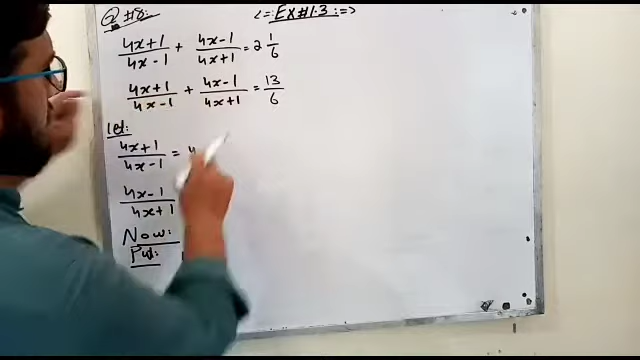 Q#8: <= Ex#1.3:=>
4x+1/4x-1 + 4x-1/4x+1 = 2 1/6
4x+1/4x-1 + 4x-1/4x+1 = 13/6
Let:
4x+1/4x-1 =
4x-1/4x+1
Now:
Put: